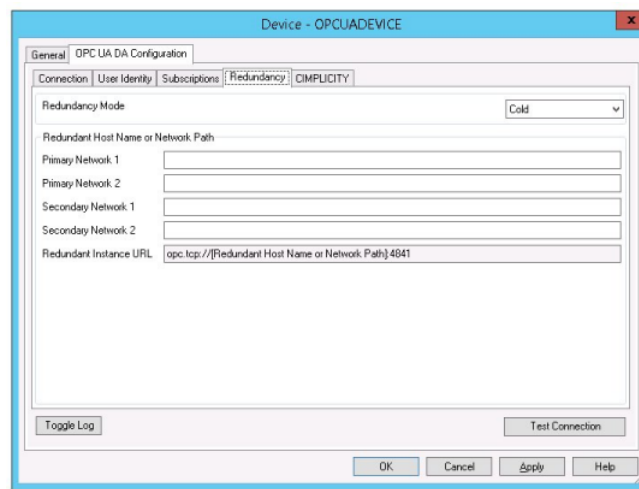 Device - OPCUADEVICE
x
General OPC UA DA Configuration
Connection User Identity Subscriptions Redundancy CIMPLICITY
Redundancy Mode Cold
Redundant Host Name or Network Path
Primary Network 1
Primary Network 2
Secondary Network 1
Secondary Network 2
Redundant Instance URL opc.tcp://[Redundant Host Name or Network Path]:4841
Toggle Log Test Connection
OK Cancel Apply Help